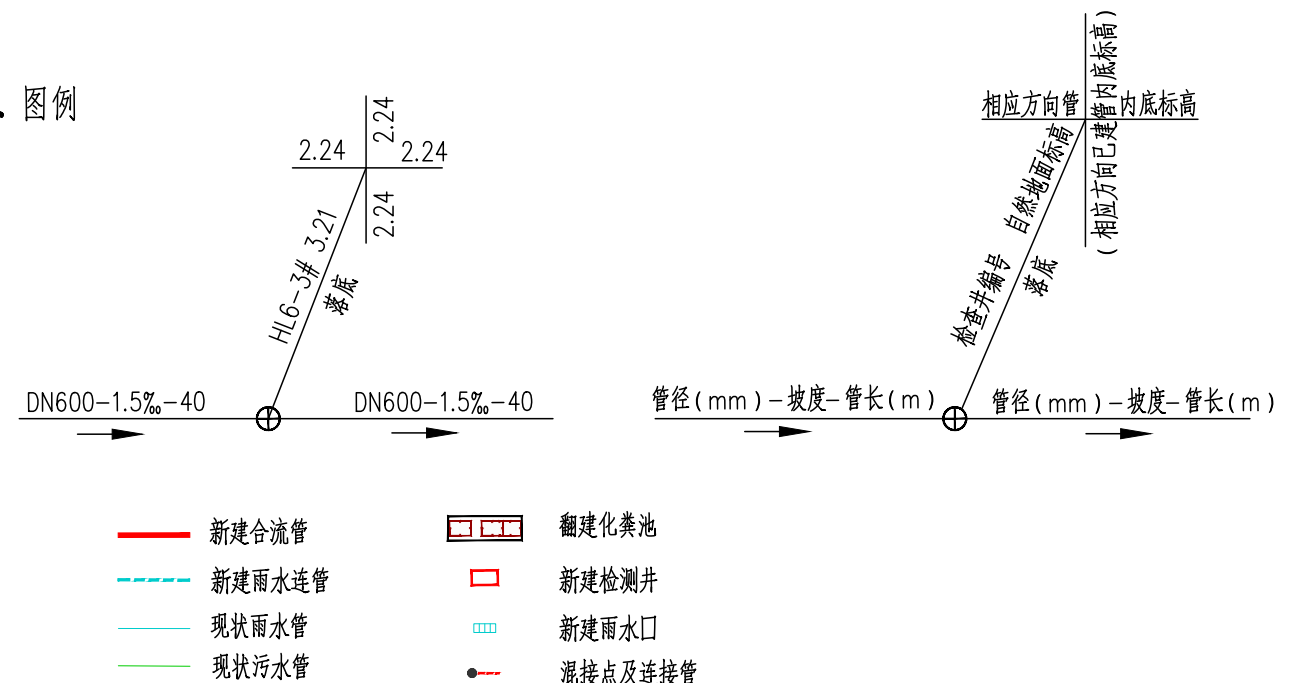 图例
2.24
2.24
2.24
2.24
HL6-3# 3.21
落底
DN600-1.5‰-40
DN600-1.5‰-40
相应方向管
内底标高
(相应方向已建管内底标高)
检查井编号 自然地面标高
落底
管径(mm)-坡度-管长(m)
管径(mm)-坡度-管长(m)
新建合流管
翻建化粪池
新建雨水连管
新建检测井
现状雨水管
新建雨水口
现状污水管
混接点及连接管